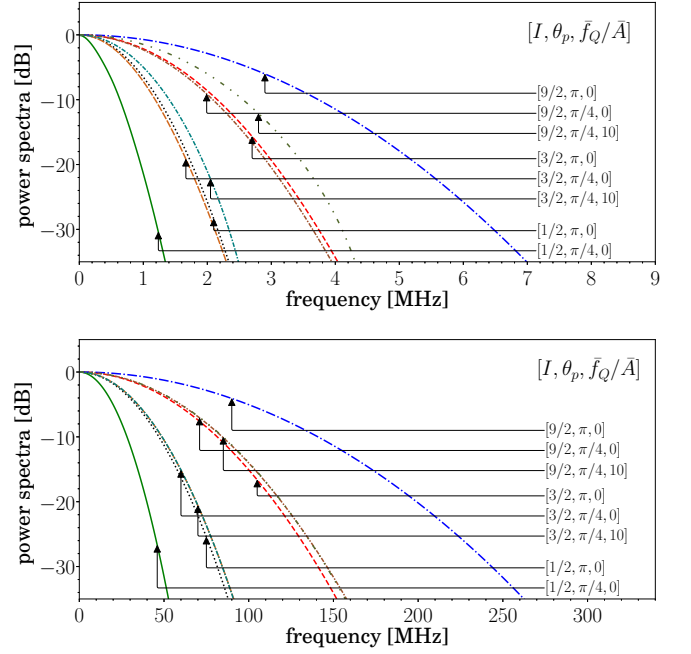 [I, θ_p, f̄_Q/Ā]
0
−10
−20
−30
power spectra [dB]
[9/2, π, 0]
[9/2, π/4, 0]
[9/2, π/4, 10]
[3/2, π, 0]
[3/2, π/4, 0]
[3/2, π/4, 10]
[1/2, π, 0]
[1/2, π/4, 0]
0 1 2 3 4 5 6 7 8 9
frequency [MHz]
[I, θ_p, f̄_Q/Ā]
0
−10
−20
−30
power spectra [dB]
[9/2, π, 0]
[9/2, π/4, 0]
[9/2, π/4, 10]
[3/2, π, 0]
[3/2, π/4, 0]
[3/2, π/4, 10]
[1/2, π, 0]
[1/2, π/4, 0]
0 50 100 150 200 250 300
frequency [MHz]